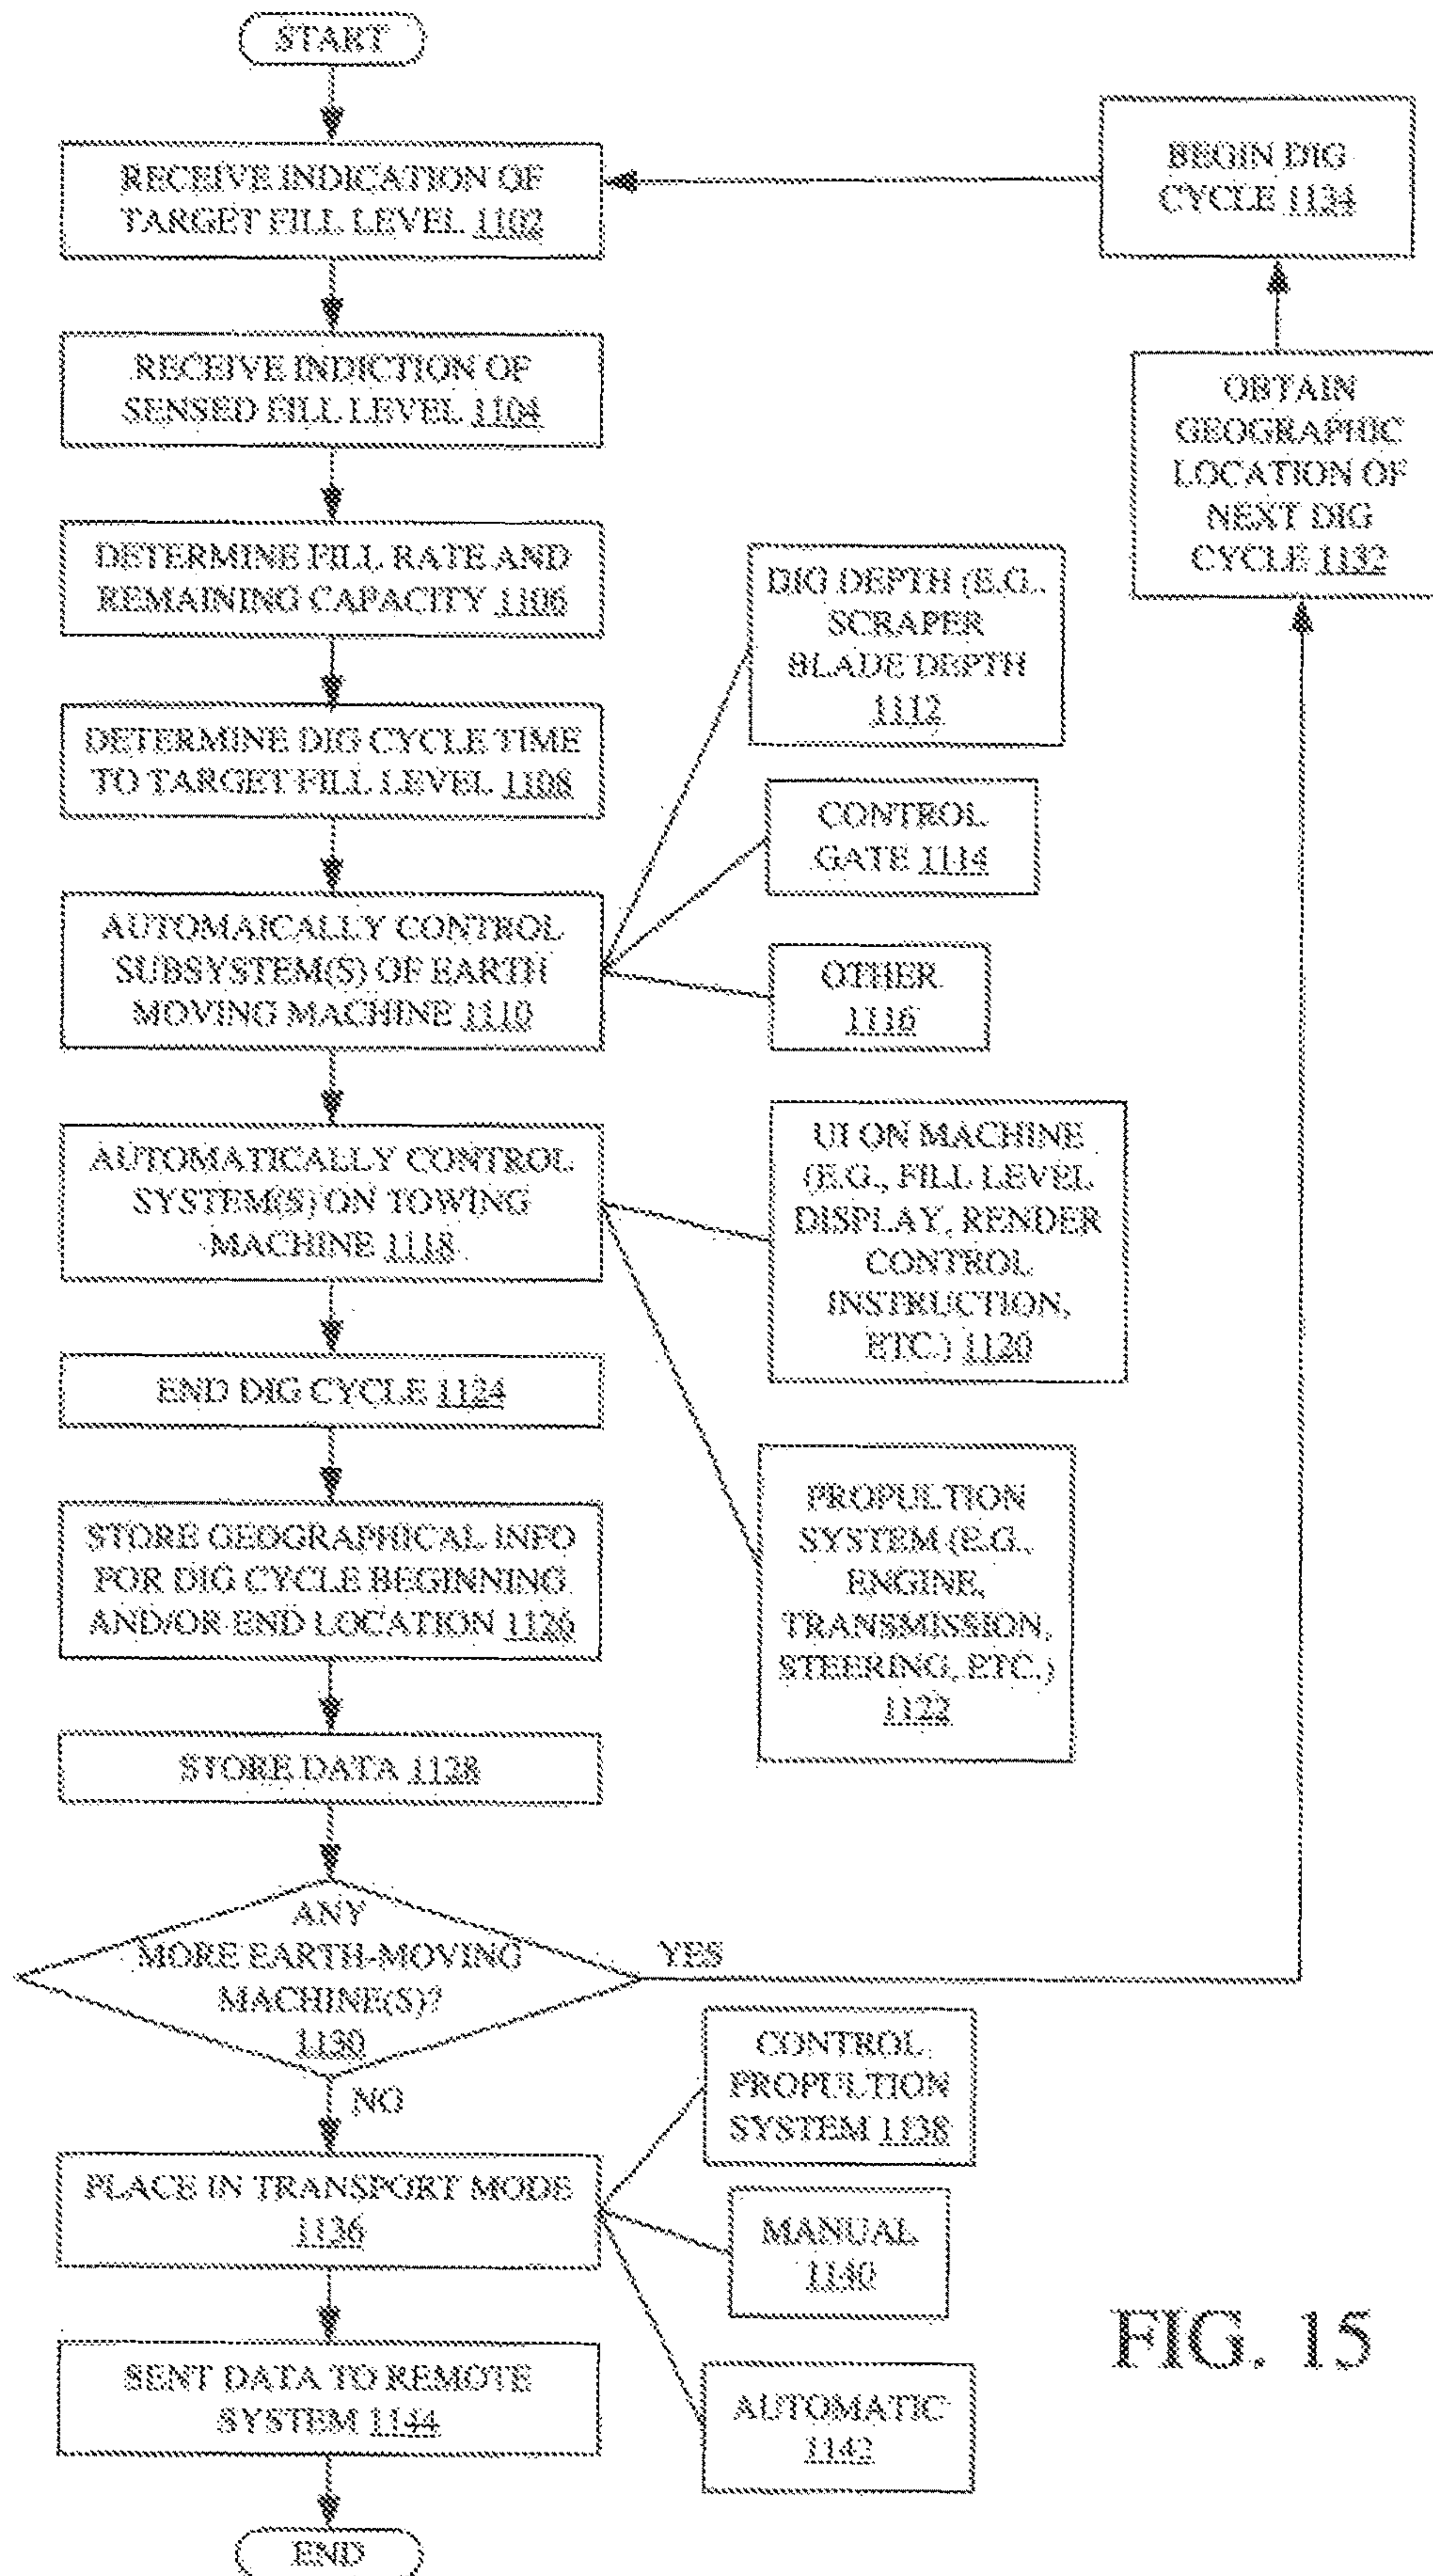 START
RECEIVE INDICATION OF
TARGET FILL LEVEL 1102
RECEIVE INDICTION OF
SENSED FILL LEVEL 1104
DETERMINE FILL RATE AND
REMAINING CAPACITY 1106
DETERMINE DIG CYCLE TIME
TO TARGET FILL LEVEL 1108
AUTOMAICALLY CONTROL
SUBSYSTEM(S) OF EARTH
MOVING MACHINE 1110
DIG DEPTH (E.G.,
SCRAPER
BLADE DEPTH
1112
CONTROL
GATE 1114
OTHER
1116
AUTOMATICALLY CONTROL
SYSTEM(S) ON TOWING
MACHINE 1118
UI ON MACHINE
(E.G., FILL LEVEL
DISPLAY, RENDER
CONTROL
INSTRUCTION,
ETC.) 1120
PROPULTION
SYSTEM (E.G.,
ENGINE,
TRANSMISSION,
STEERING, ETC.)
1122
END DIG CYCLE 1124
STORE GEOGRAPHICAL INFO
FOR DIG CYCLE BEGINNING
AND/OR END LOCATION 1126
STORE DATA 1128
ANY
MORE EARTH-MOVING
MACHINE(S)?
1130
YES
OBTAIN
GEOGRAPHIC
LOCATION OF
NEXT DIG
CYCLE 1132
BEGIN DIG
CYCLE 1134
NO
PLACE IN TRANSPORT MODE
1136
CONTROL
PROPULTION
SYSTEM 1138
MANUAL
1140
AUTOMATIC
1142
SENT DATA TO REMOTE
SYSTEM 1144
END
FIG. 15